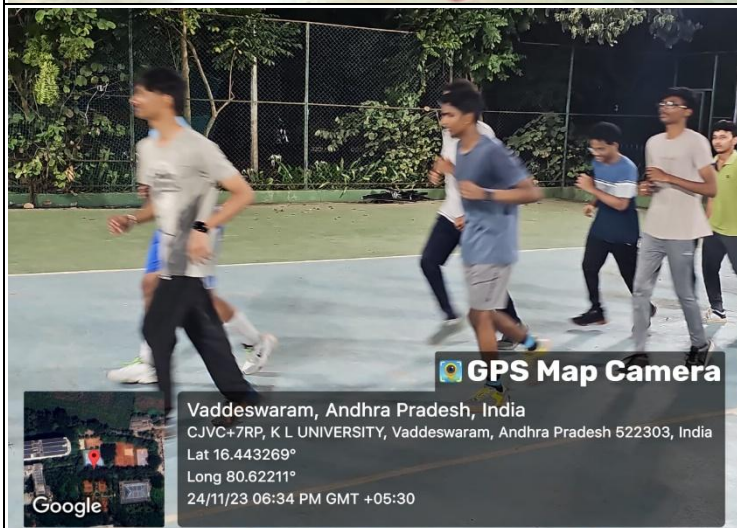 GPS Map Camera
Vaddeswaram, Andhra Pradesh, India
CJVC+7RP, K L UNIVERSITY, Vaddeswaram, Andhra Pradesh 522303, India
Lat 16.443269°
Long 80.62211°
24/11/23 06:34 PM GMT +05:30
Google